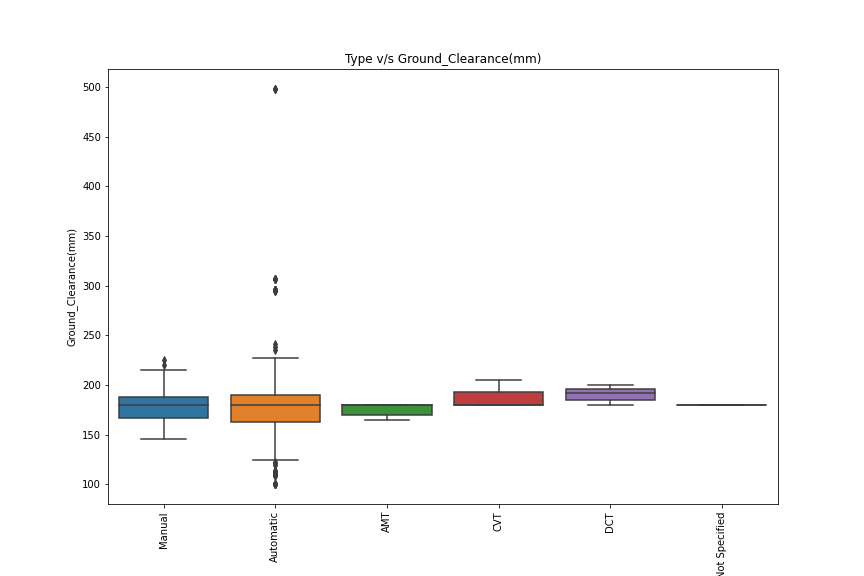 Type v/s Ground_Clearance(mm)
Ground_Clearance(mm)
500
450
400
350
300
250
200
150
100
Manual
Automatic
AMT
CVT
DCT
Not Specified